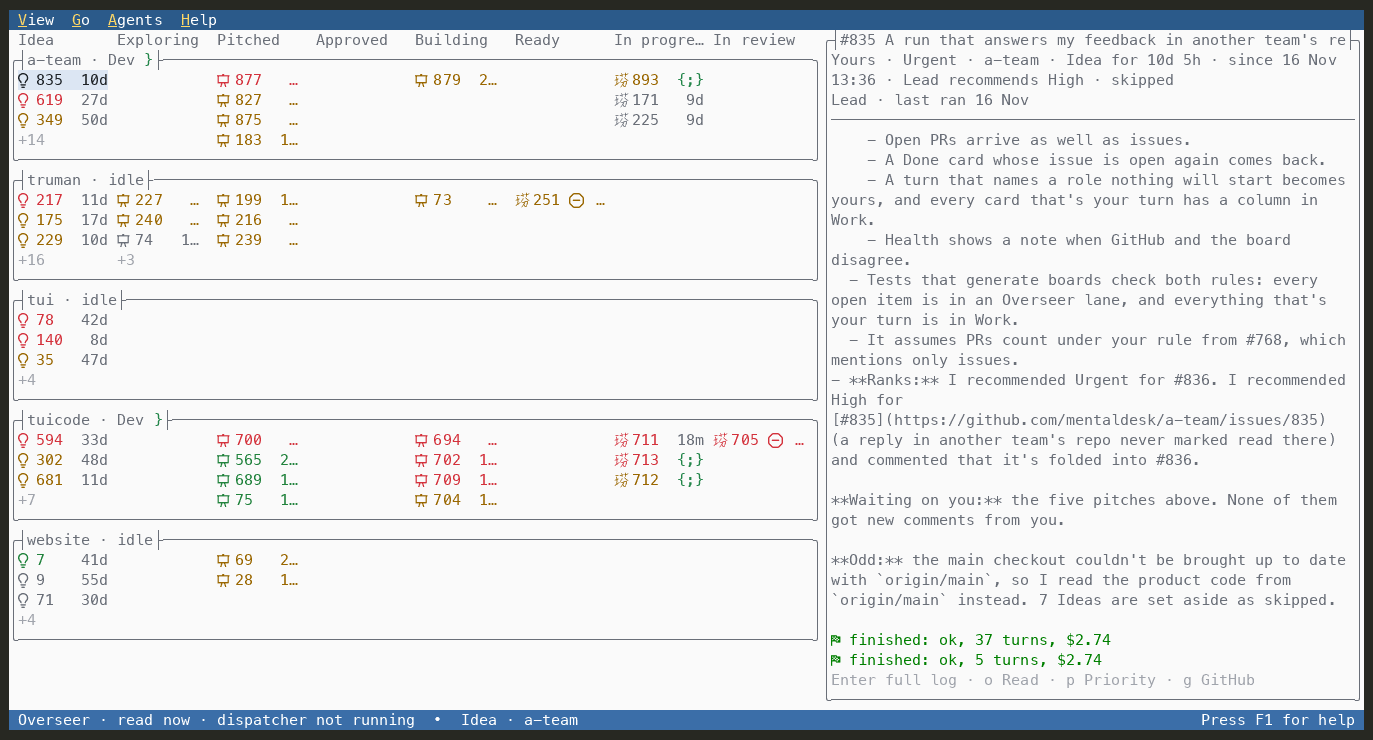 View  Go  Agents  Help
Idea  Exploring  Pitched  Approved  Building  Ready  In progre…  In review
a-team · Dev }
835  10d  877  …  879  2…  893  {;}
619  27d  827  …  171  9d
349  50d  875  …  225  9d
+14  183  1…
truman · idle
217  11d  227  …  199  1…  73  …  251  …
175  17d  240  …  216  …
229  10d  74  1…  239  …
+16  +3
tui · idle
78  42d
140  8d
35  47d
+4
tuicode · Dev }
594  33d  700  …  694  …  711  18m  705  …
302  48d  565  2…  702  1…  713  {;}
681  11d  689  1…  709  1…  712  {;}
+7  75  1…  704  1…
website · idle
7  41d  69  2…
9  55d  28  1…
71  30d
+4
#835 A run that answers my feedback in another team's re
Yours · Urgent · a-team · Idea for 10d 5h · since 16 Nov
13:36 · Lead recommends High · skipped
Lead · last ran 16 Nov
– Open PRs arrive as well as issues.
– A Done card whose issue is open again comes back.
– A turn that names a role nothing will start becomes
yours, and every card that's your turn has a column in
Work.
– Health shows a note when GitHub and the board
disagree.
– Tests that generate boards check both rules: every
open item is in an Overseer lane, and everything that's
your turn is in Work.
– It assumes PRs count under your rule from #768, which
mentions only issues.
– **Ranks:** I recommended Urgent for #836. I recommended
High for
[#835](https://github.com/mentaldesk/a-team/issues/835)
(a reply in another team's repo never marked read there)
and commented that it's folded into #836.
**Waiting on you:** the five pitches above. None of them
got new comments from you.
**Odd:** the main checkout couldn't be brought up to date
with `origin/main`, so I read the product code from
`origin/main` instead. 7 Ideas are set aside as skipped.
finished: ok, 37 turns, $2.74
finished: ok, 5 turns, $2.74
Enter full log · o Read · p Priority · g GitHub
Overseer · read now · dispatcher not running  •  Idea · a-team  Press F1 for help